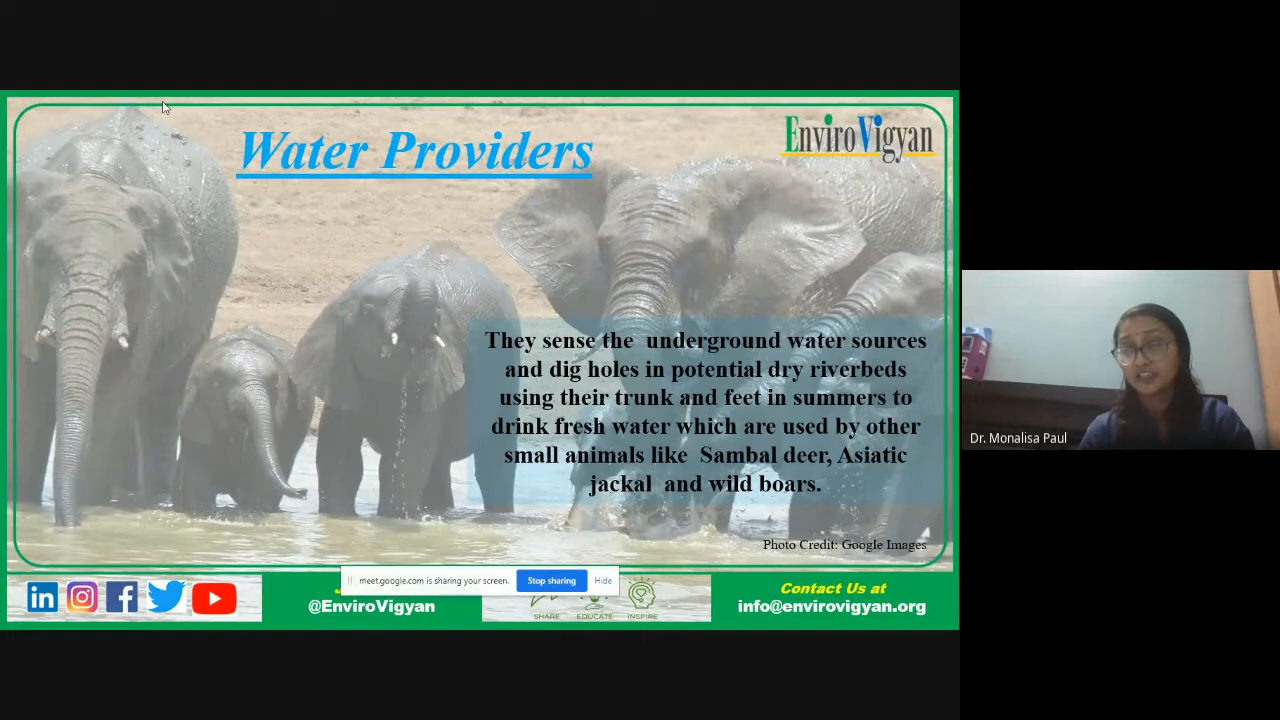 Water Providers
EnviroVigyan
They sense the underground water sources
and dig holes in potential dry riverbeds
using their trunk and feet in summers to
drink fresh water which are used by other
small animals like Sambal deer, Asiatic
jackal and wild boars.
Photo Credit: Google Images
Dr. Monalisa Paul
meet.google.com is sharing your screen.
Stop sharing
Hide
in
@EnviroVigyan
SHARE
EDUCATE
INSPIRE
Contact Us at
info@envirovigyan.org